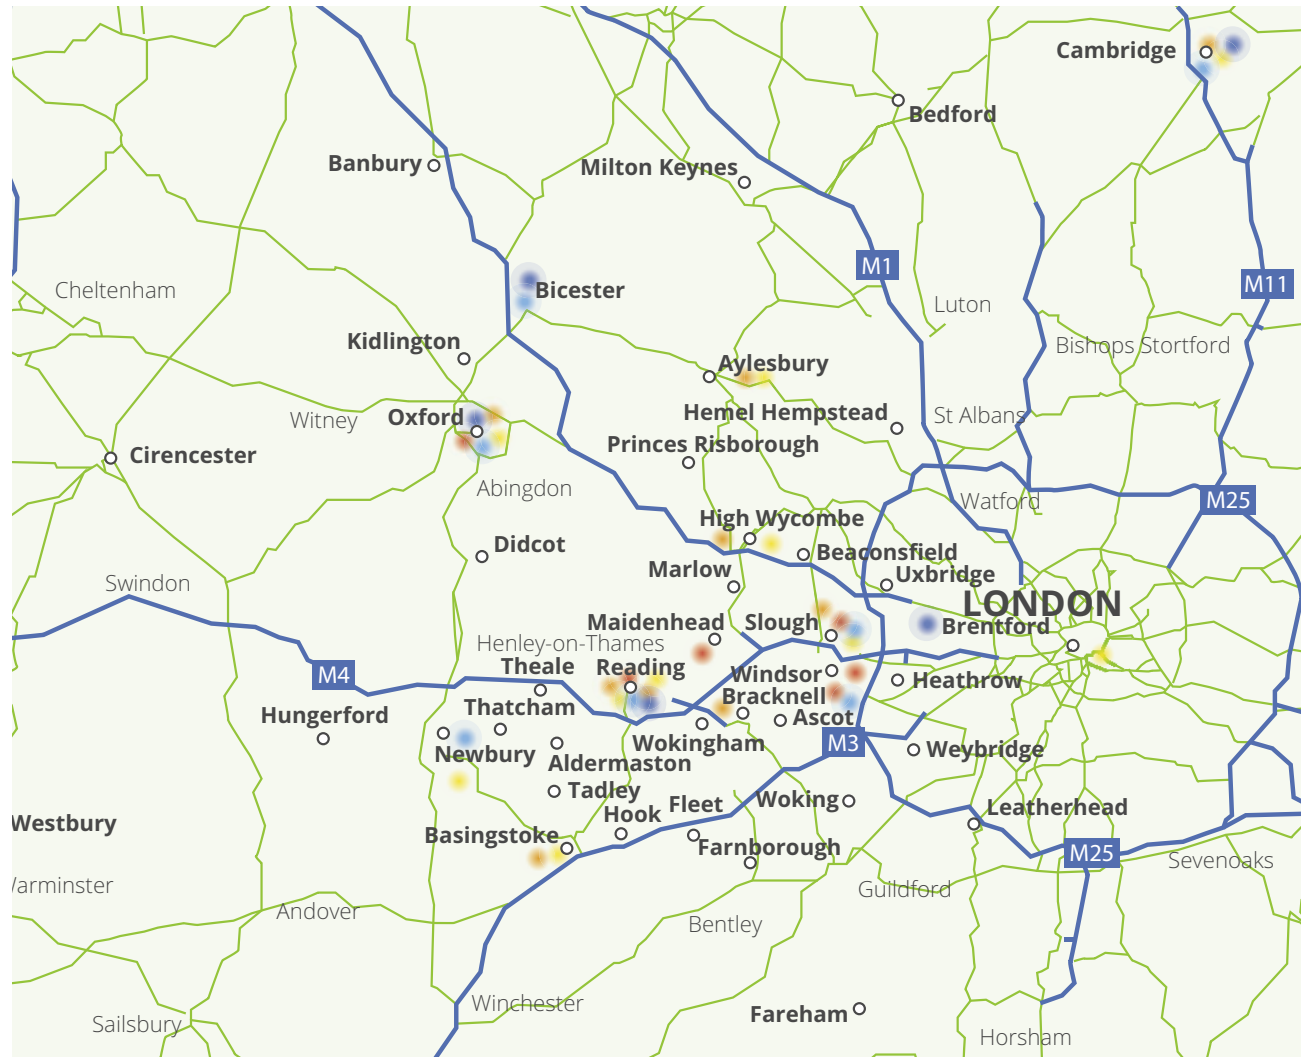 Cambridge
Bedford
Banbury
Milton Keynes
M1
M11
Cheltenham
Bicester
Luton
Kidlington
Bishops Stortford
Aylesbury
Witney
Oxford
Hemel Hempstead
St Albans
Cirencester
Princes Risborough
Abingdon
Watford
M25
High Wycombe
Didcot
Beaconsfield
Swindon
Marlow
Uxbridge
LONDON
Maidenhead
Slough
Brentford
Henley-on-Thames
Theale
Reading
M4
Windsor
Heathrow
Bracknell
Hungerford
Thatcham
Ascot
Wokingham
M3
Newbury
Weybridge
Aldermaston
Tadley
Fleet
Woking
Hook
Leatherhead
Westbury
Basingstoke
Farnborough
M25
Sevenoaks
/arminster
Guildford
Andover
Bentley
Winchester
Fareham
Sailsbury
Horsham